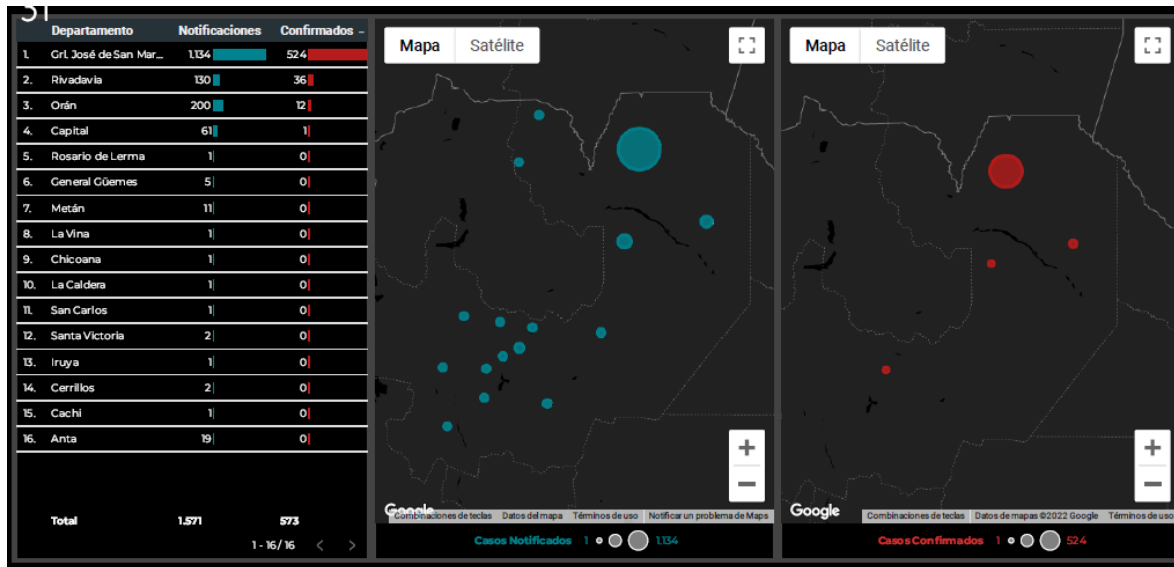 31
Departamento Notificaciones Confirmados
1. Grl. José de San Mar... 1.134 524
2. Rivadavia 130 36
3. Orán 200 12
4. Capital 61 1
5. Rosario de Lerma 1 0
6. General Güemes 5 0
7. Metán 11 0
8. La Vina 1 0
9. Chicoana 1 0
10. La Caldera 1 0
11. San Carlos 1 0
12. Santa Victoria 2 0
13. Iruya 1 0
14. Cerrillos 2 0
15. Cachi 1 0
16. Anta 19 0
Total 1.571 573
1 - 16 / 16 < >
Mapa Satélite
+
−
Google
Combinaciones de teclas Datos del mapa Términos de uso Notificar un problema de Maps
Casos Notificados 1 1.134
Mapa Satélite
+
−
Google
Combinaciones de teclas Datos de mapas ©2022 Google Términos de uso
Casos Confirmados 1 524